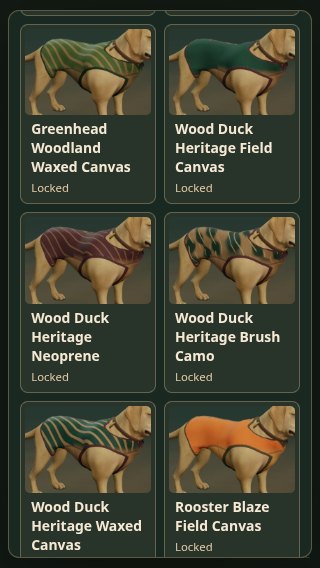 Greenhead
Woodland
Waxed Canvas
Locked
Wood Duck
Heritage Field
Canvas
Locked
Wood Duck
Heritage
Neoprene
Locked
Wood Duck
Heritage Brush
Camo
Locked
Wood Duck
Heritage Waxed
Canvas
Rooster Blaze
Field Canvas
Locked